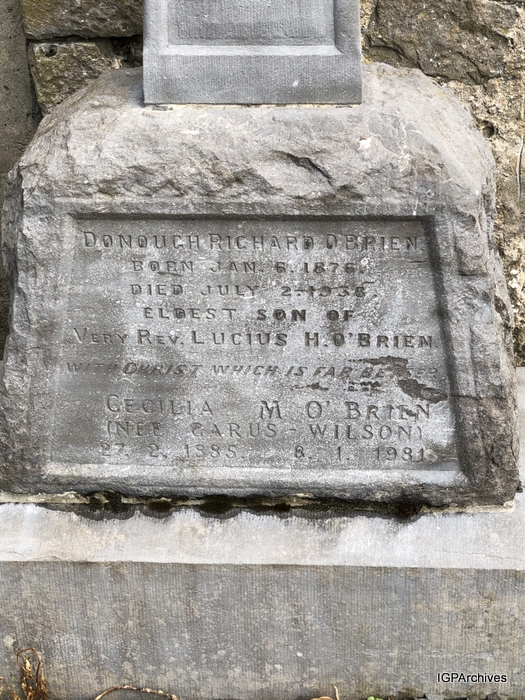 DONOUGH RICHARD O'BRIEN
BORN JAN. 6. 1876.
DIED JULY 2-1938.
ELDEST SON OF
VERY REV. LUCIUS H. O'BRIEN
WITH CHRIST WHICH IS FAR BETTER
CECILIA M O'BRIEN
(NEE CARUS-WILSON)
27. 2. 1885. 8. 1. 1981
IGPArchives